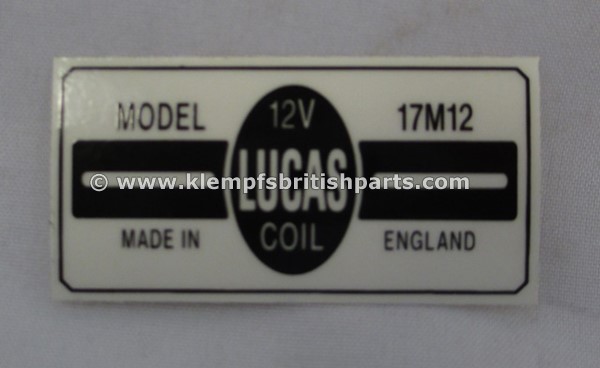 MODEL 12V 17M12
LUCAS
© www.klempfsbritishparts.com
MADE IN COIL ENGLAND